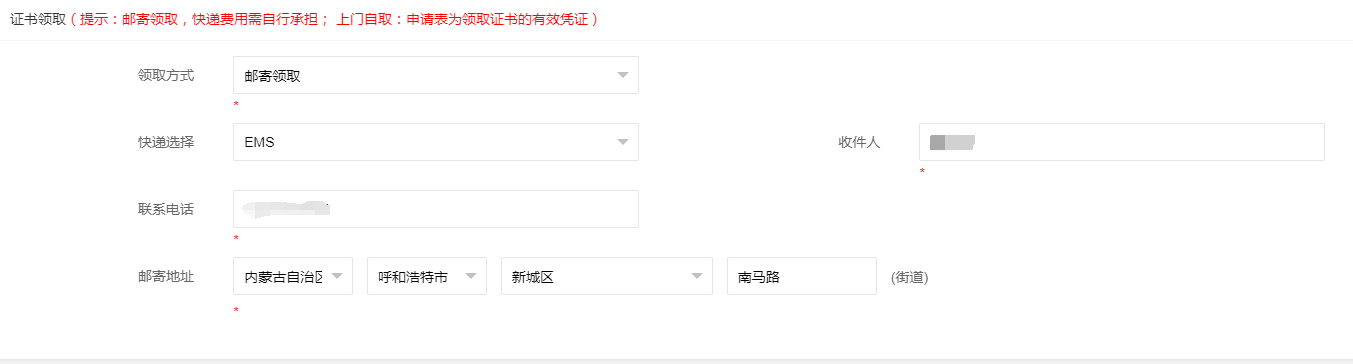 证书领取（提示：邮寄领取，快递费用需自行承担； 上门自取：申请表为领取证书的有效凭证）
领取方式 邮寄领取
*
快递选择 EMS 收件人
*
联系电话
*
邮寄地址 内蒙古自治区 呼和浩特市 新城区 南马路 (街道)
*